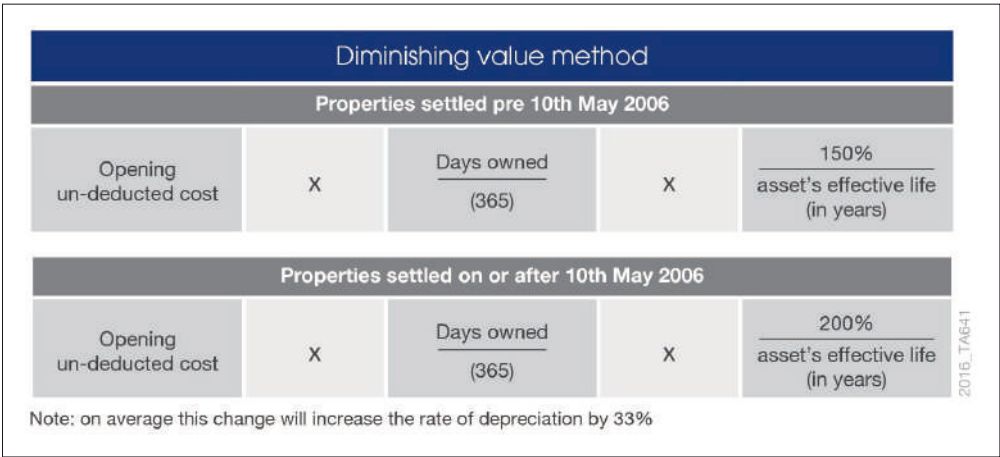 Diminishing value method
Properties settled pre 10th May 2006
Opening
un-deducted cost
X
Days owned
(365)
X
150%
asset's effective life
(in years)
Properties settled on or after 10th May 2006
Opening
un-deducted cost
X
Days owned
(365)
X
200%
asset's effective life
(in years)
2016_TA641
Note: on average this change will increase the rate of depreciation by 33%